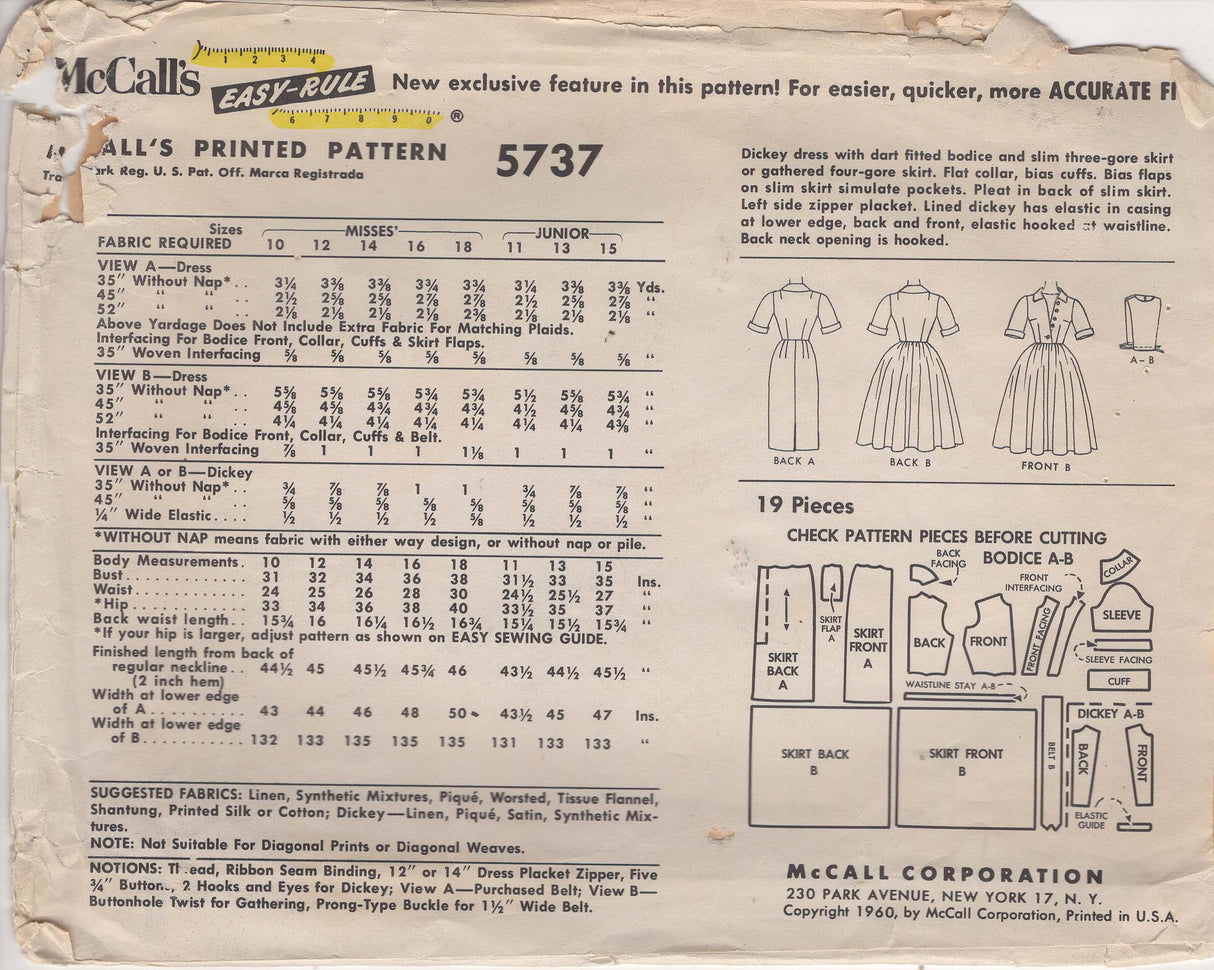 McCall's
1 2 3 4
EASY-RULE
6 7 8 9 0 ®
New exclusive feature in this pattern! For easier, quicker, more ACCURATE FI
ALL'S PRINTED PATTERN 5737
Reg. U. S. Pat. Off. Marca Registrada
Sizes MISSES' JUNIOR
FABRIC REQUIRED 10 12 14 16 18 11 13 15
VIEW A—Dress
35″ Without Nap*.. 3¼ 3⅜ 3⅜ 3¾ 3¾ 3¼ 3⅜ 3⅜ Yds.
45″ “ “ .. 2½ 2⅝ 2⅝ 2⅞ 2⅞ 2½ 2⅝ 2⅞ “
52″ “ “ .. 2⅛ 2⅛ 2⅛ 2⅛ 2⅜ 2⅛ 2⅛ 2⅛ “
Above Yardage Does Not Include Extra Fabric For Matching Plaids.
Interfacing For Bodice Front, Collar, Cuffs & Skirt Flaps.
35″ Woven Interfacing ⅝ ⅝ ⅝ ⅝ ⅝ ⅝ ⅝ ⅝ “
VIEW B—Dress
35″ Without Nap*.. 5⅝ 5⅝ 5⅝ 5¾ 5¾ 5½ 5⅝ 5¾ “
45″ “ “ .. 4⅝ 4⅝ 4¾ 4¾ 4¾ 4½ 4⅝ 4¾ “
52″ “ “ .. 4¼ 4¼ 4¼ 4¼ 4¼ 4¼ 4¼ 4⅜ “
Interfacing For Bodice Front, Collar, Cuffs & Belt.
35″ Woven Interfacing ⅞ 1 1 1 1⅛ 1 1 1 “
VIEW A or B—Dickey
35″ Without Nap*.. ¾ ⅞ ⅞ 1 1 ¾ ⅞ ⅞ “
45″ “ “ .. ⅝ ⅝ ⅝ ⅝ ⅝ ⅝ ⅝ ⅝ “
¼″ Wide Elastic.... ½ ½ ½ ½ ⅝ ½ ½ ½ “
*WITHOUT NAP means fabric with either way design, or without nap or pile.
Body Measurements. 10 12 14 16 18 11 13 15
Bust............. 31 32 34 36 38 31½ 33 35 Ins.
Waist............ 24 25 26 28 30 24½ 25½ 27 “
*Hip............. 33 34 36 38 40 33½ 35 37 “
Back waist length.. 15¾ 16 16¼ 16½ 16¾ 15¼ 15½ 15¾ “
*If your hip is larger, adjust pattern as shown on EASY SEWING GUIDE.
Finished length from back of
regular neckline.. 44½ 45 45½ 45¾ 46 43½ 44½ 45½ “
(2 inch hem)
Width at lower edge
of A........... 43 44 46 48 50 43½ 45 47 Ins.
Width at lower edge
of B........... 132 133 135 135 135 131 133 133 “
SUGGESTED FABRICS: Linen, Synthetic Mixtures, Piqué, Worsted, Tissue Flannel,
Shantung, Printed Silk or Cotton; Dickey—Linen, Piqué, Satin, Synthetic Mix-
tures.
NOTE: Not Suitable For Diagonal Prints or Diagonal Weaves.
NOTIONS: Thread, Ribbon Seam Binding, 12″ or 14″ Dress Placket Zipper, Five
¾″ Buttons, 2 Hooks and Eyes for Dickey; View A—Purchased Belt; View B—
Buttonhole Twist for Gathering, Prong-Type Buckle for 1½″ Wide Belt.
Dickey dress with dart fitted bodice and slim three-gore skirt
or gathered four-gore skirt. Flat collar, bias cuffs. Bias flaps
on slim skirt simulate pockets. Pleat in back of slim skirt.
Left side zipper placket. Lined dickey has elastic in casing
at lower edge, back and front, elastic hooked at waistline.
Back neck opening is hooked.
A-B
BACK A
BACK B
FRONT B
19 Pieces
CHECK PATTERN PIECES BEFORE CUTTING
BACK
FACING
BODICE A-B
COLLAR
FRONT
INTERFACING
SKIRT
FLAP
A
SKIRT
BACK
A
SKIRT
FRONT
A
BACK
FRONT
FRONT FACING
SLEEVE
SLEEVE FACING
CUFF
WAISTLINE STAY A-B
SKIRT BACK
B
SKIRT FRONT
B
BELT B
DICKEY A-B
BACK
FRONT
ELASTIC
GUIDE
McCALL CORPORATION
230 PARK AVENUE, NEW YORK 17, N. Y.
Copyright 1960, by McCall Corporation, Printed in U.S.A.